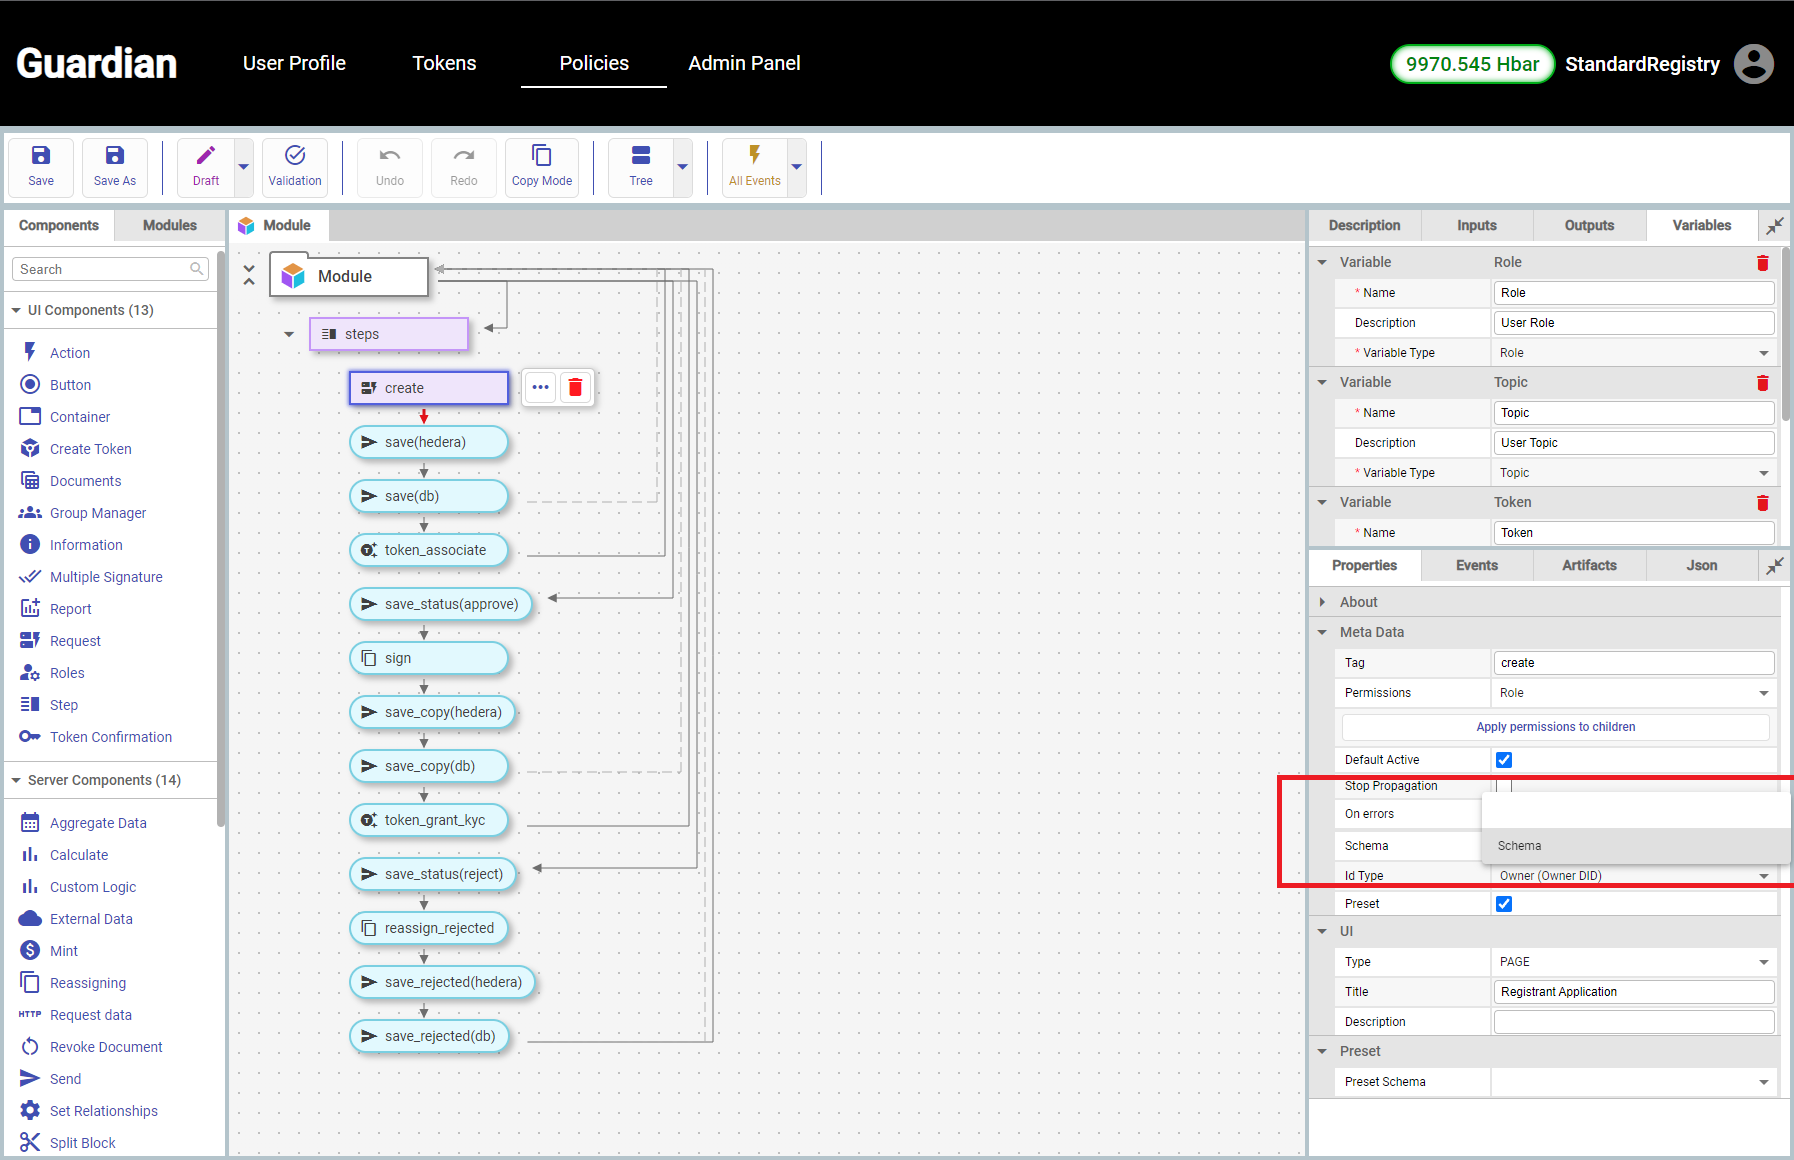 Guardian
User Profile
Tokens
Policies
Admin Panel
9970.545 Hbar
StandardRegistry
Save
Save As
Draft
Validation
Undo
Redo
Copy Mode
Tree
All Events
Components
Modules
Search
UI Components (13)
Action
Button
Container
Create Token
Documents
Group Manager
Information
Multiple Signature
Report
Request
Roles
Step
Token Confirmation
Server Components (14)
Aggregate Data
Calculate
Custom Logic
External Data
Mint
Reassigning
HTTP Request data
Revoke Document
Send
Set Relationships
Split Block
Module
Module
steps
create
save(hedera)
save(db)
token_associate
save_status(approve)
sign
save_copy(hedera)
save_copy(db)
token_grant_kyc
save_status(reject)
reassign_rejected
save_rejected(hedera)
save_rejected(db)
Description
Inputs
Outputs
Variables
Variable Role
* Name Role
Description User Role
* Variable Type Role
Variable Topic
* Name Topic
Description User Topic
* Variable Type Topic
Variable Token
* Name Token
Properties
Events
Artifacts
Json
About
Meta Data
Tag create
Permissions Role
Apply permissions to children
Default Active
Stop Propagation
On errors
Schema Schema
Id Type Owner (Owner DID)
Preset
UI
Type PAGE
Title Registrant Application
Description
Preset
Preset Schema